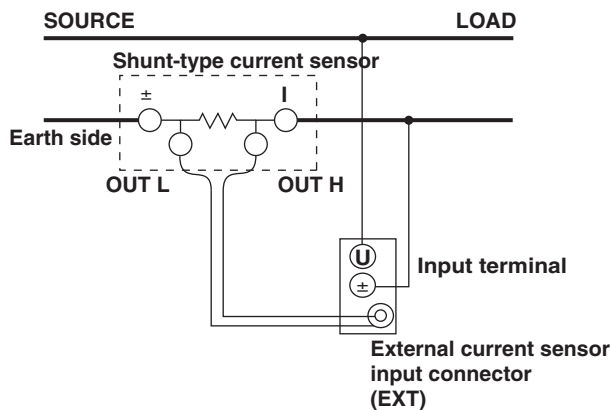 SOURCE
LOAD
Shunt-type current sensor
±
I
Earth side
OUT L
OUT H
U
Input terminal
±
External current sensor
input connector
(EXT)